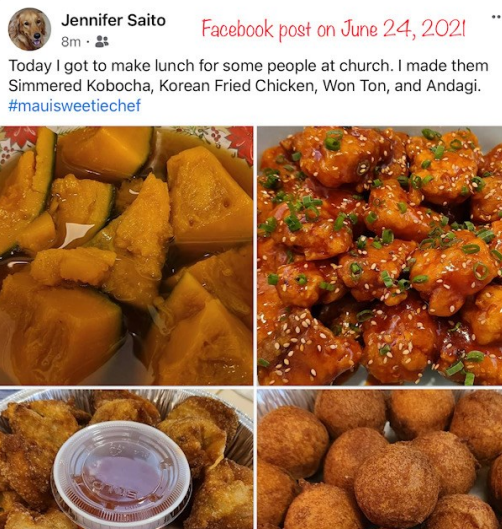 Jennifer Saito
Facebook post on June 24, 2021
8m ·
Today I got to make lunch for some people at church. I made them
Simmered Kobocha, Korean Fried Chicken, Won Ton, and Andagi.
#mauisweetiechef